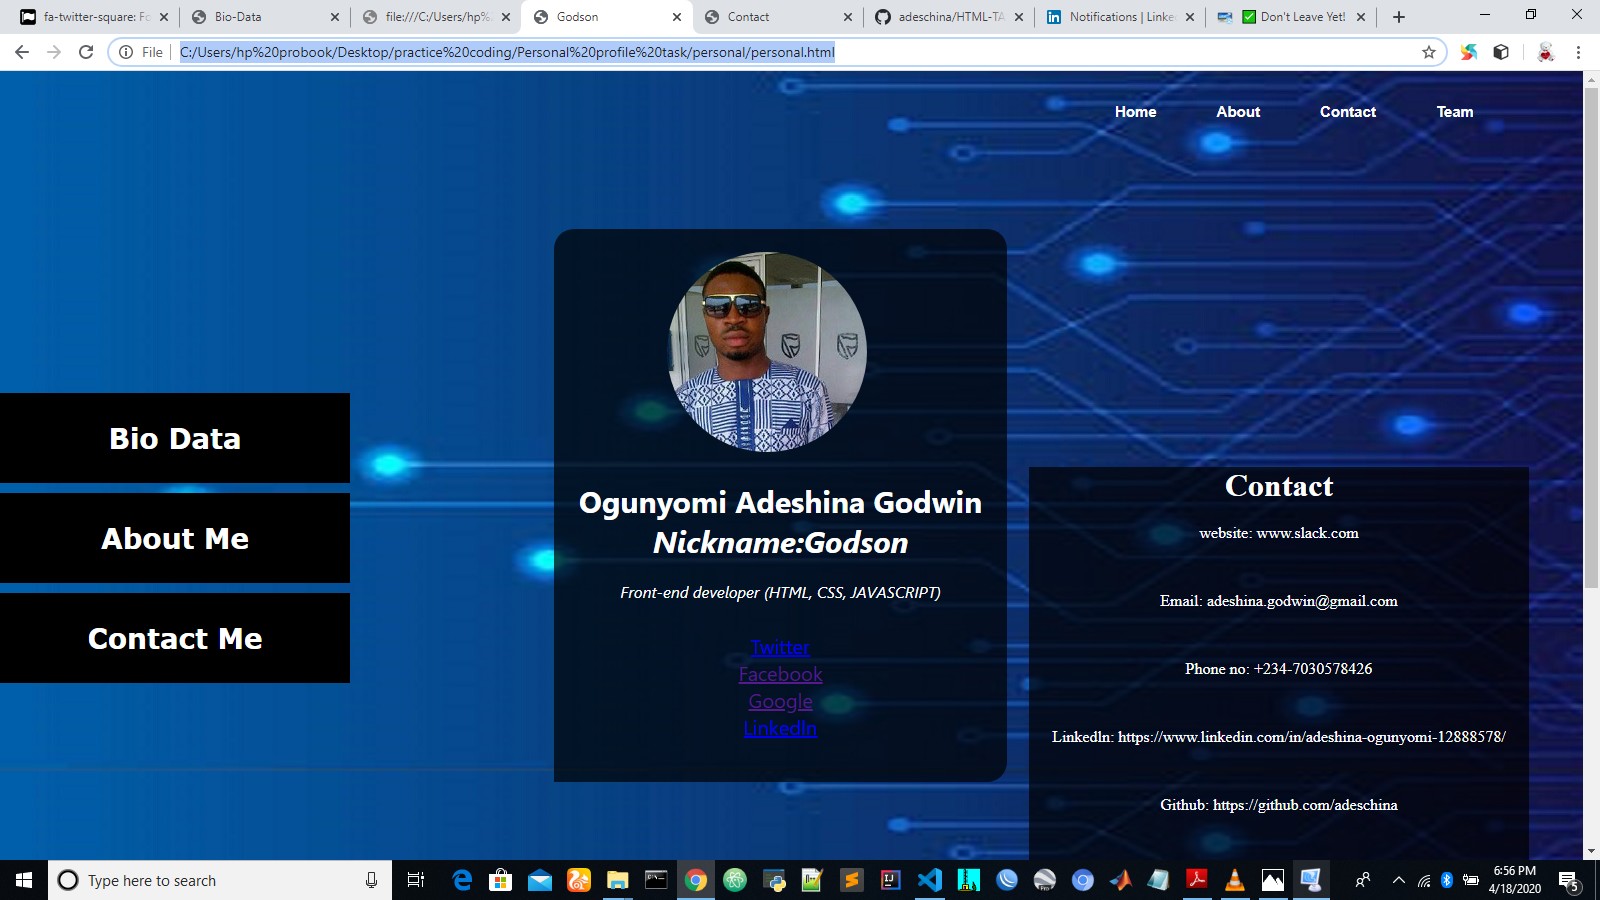 fa-twitter-square: Fo
Bio-Data
file:///C:/Users/hp%
Godson
Contact
adeschina/HTML-TA
Notifications | Linke
Don't Leave Yet!
File
C:/Users/hp%20probook/Desktop/practice%20coding/Personal%20profile%20task/personal/personal.html
Home
About
Contact
Team
Bio Data
About Me
Contact Me
Ogunyomi Adeshina Godwin
Nickname:Godson
Front-end developer (HTML, CSS, JAVASCRIPT)
Twitter
Facebook
Google
LinkedIn
Contact
website: www.slack.com
Email: adeshina.godwin@gmail.com
Phone no: +234-7030578426
Linkedln: https://www.linkedin.com/in/adeshina-ogunyomi-12888578/
Github: https://github.com/adeschina
Type here to search
6:56 PM
4/18/2020
5